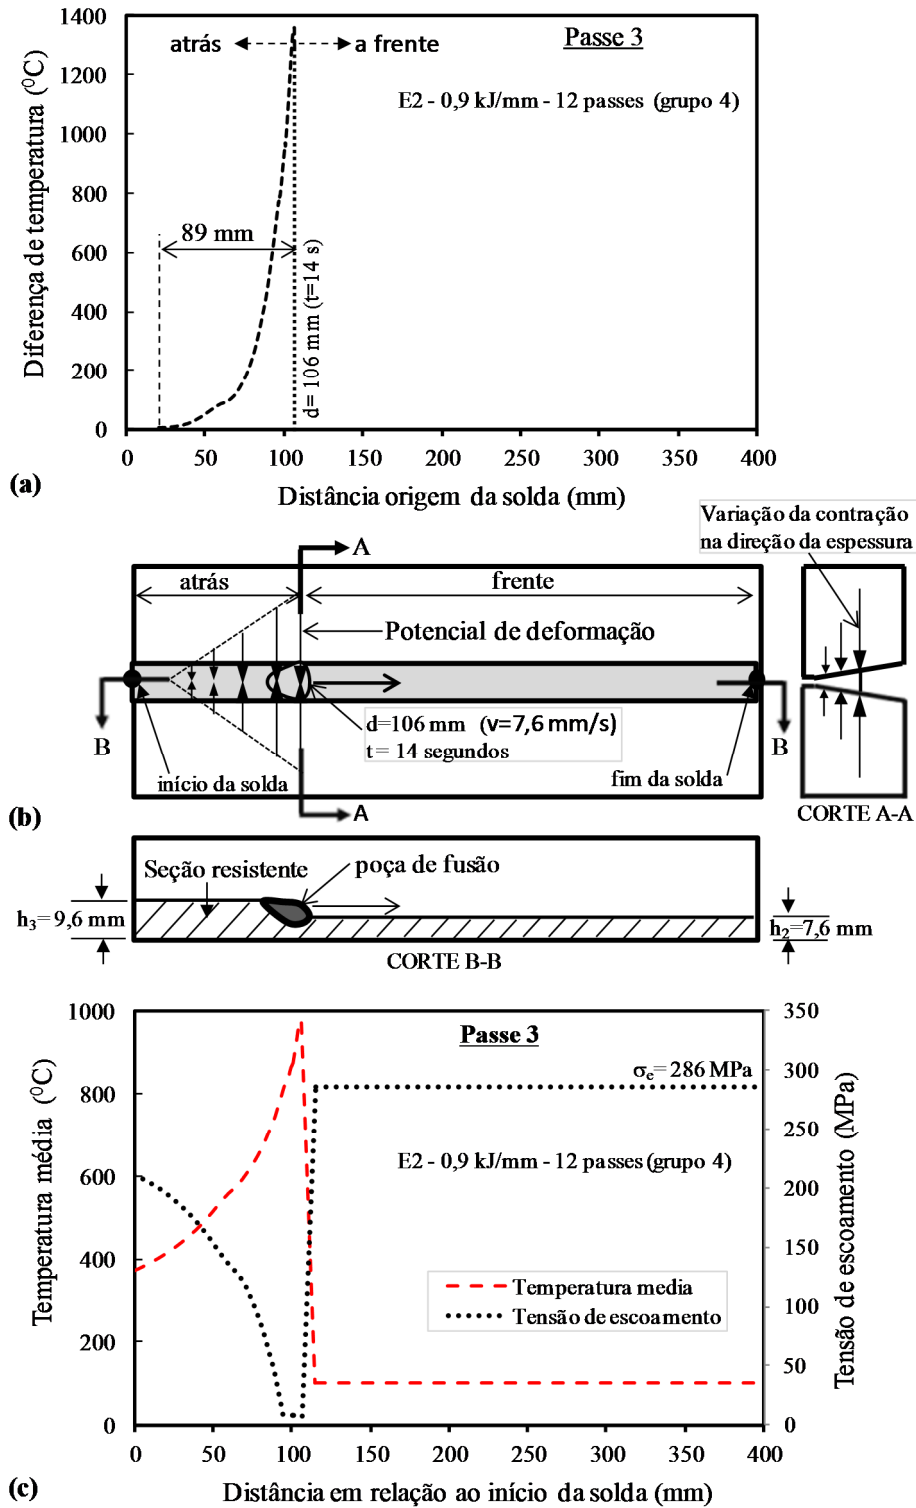 1400
1200
1000
800
600
400
200
0
Diferença de temperatura (⁰C)
atrás
a frente
Passe 3
E2 - 0,9 kJ/mm - 12 passes (grupo 4)
89 mm
d= 106 mm (t=14 s)
0 50 100 150 200 250 300 350 400
(a)
Distância origem da solda (mm)
Variação da contração
na direção da espessura
A
atrás
frente
Potencial de deformação
B
d=106 mm (v=7,6 mm/s)
t= 14 segundos
B
início da solda
fim da solda
(b)
A
CORTE A-A
Seção resistente
poça de fusão
h₃=9,6 mm
h₂=7,6 mm
CORTE B-B
1000
800
600
400
200
0
Temperatura média (⁰C)
Passe 3
σₑ=286 MPa
E2 - 0,9 kJ/mm - 12 passes (grupo 4)
Temperatura media
Tensão de escoamento
350
300
250
200
150
100
50
0
Tensão de escoamento (MPa)
0 50 100 150 200 250 300 350 400
(c)
Distância em relação ao início da solda (mm)